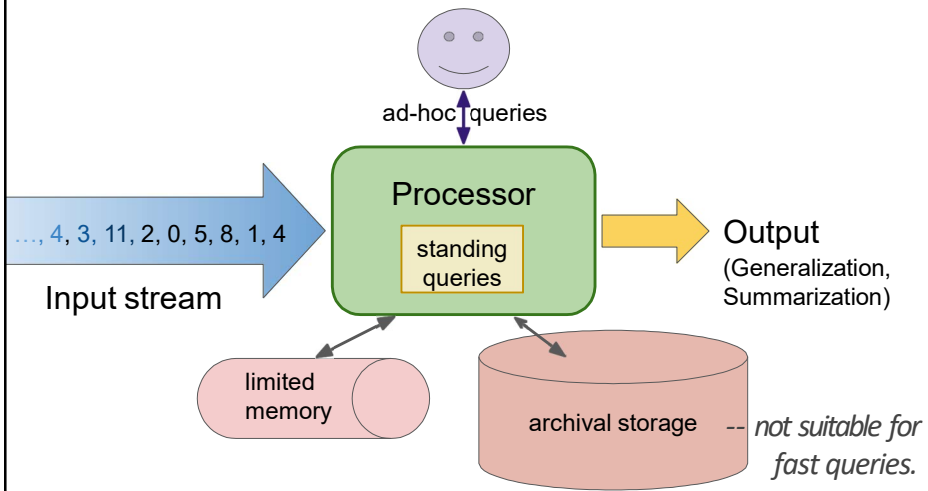 ad-hoc queries
Processor
standing
queries
..., 4, 3, 11, 2, 0, 5, 8, 1, 4
Input stream
Output
(Generalization,
Summarization)
limited
memory
archival storage
-- not suitable for
fast queries.